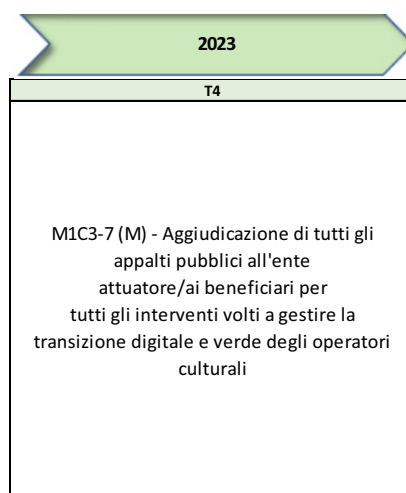 2023
T4
M1C3-7 (M) - Aggiudicazione di tutti gli
appalti pubblici all'ente
attuatore/ai beneficiari per
tutti gli interventi volti a gestire la
transizione digitale e verde degli operatori
culturali